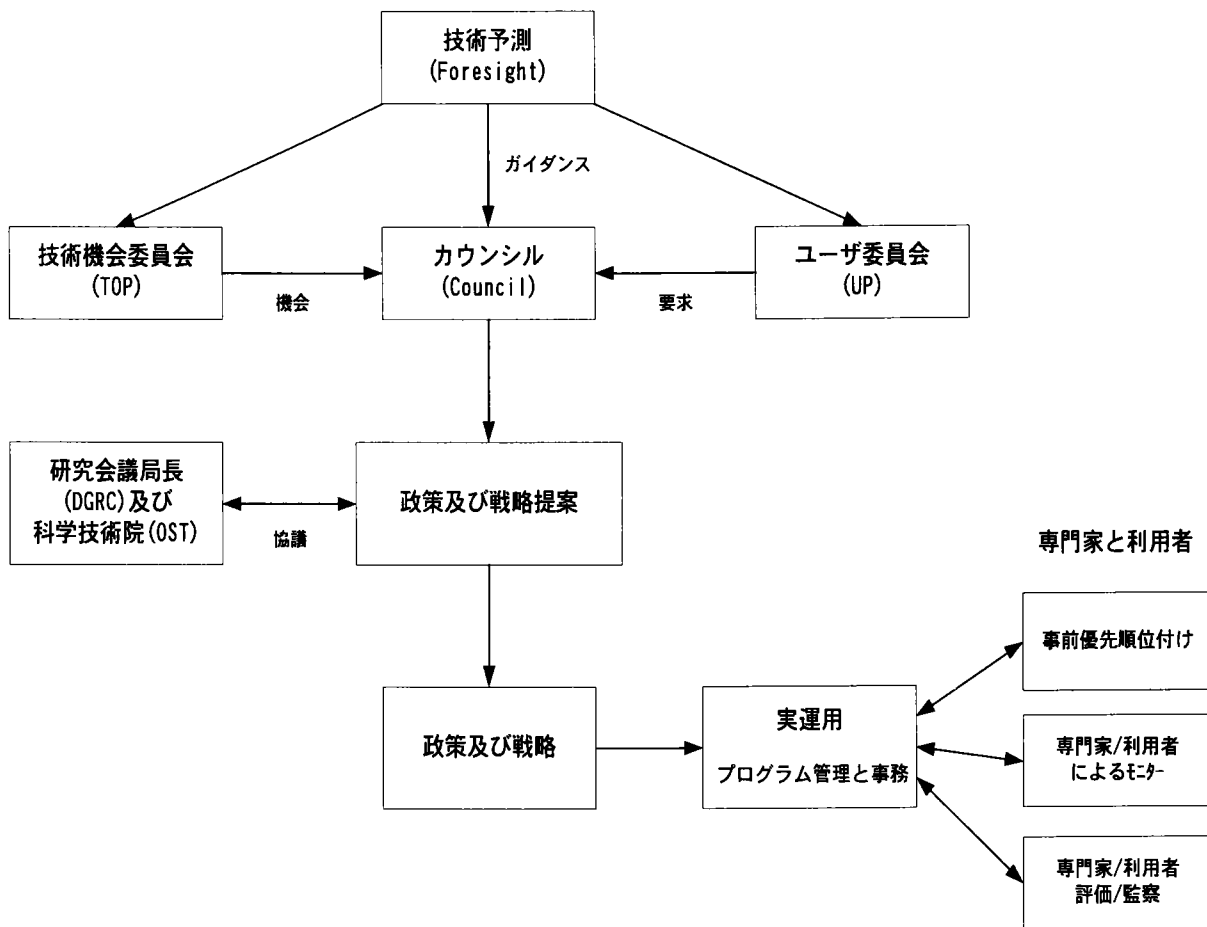 技術予測
(Foresight)
ガイダンス
技術機会委員会
(TOP)
機会
カウンシル
(Council)
要求
ユーザ委員会
(UP)
研究会議局長
(DGRC)及び
科学技術院(OST)
協議
政策及び戦略提案
専門家と利用者
事前優先順位付け
政策及び戦略
実運用
プログラム管理と事務
専門家/利用者
によるモニター
専門家/利用者
評価/監察